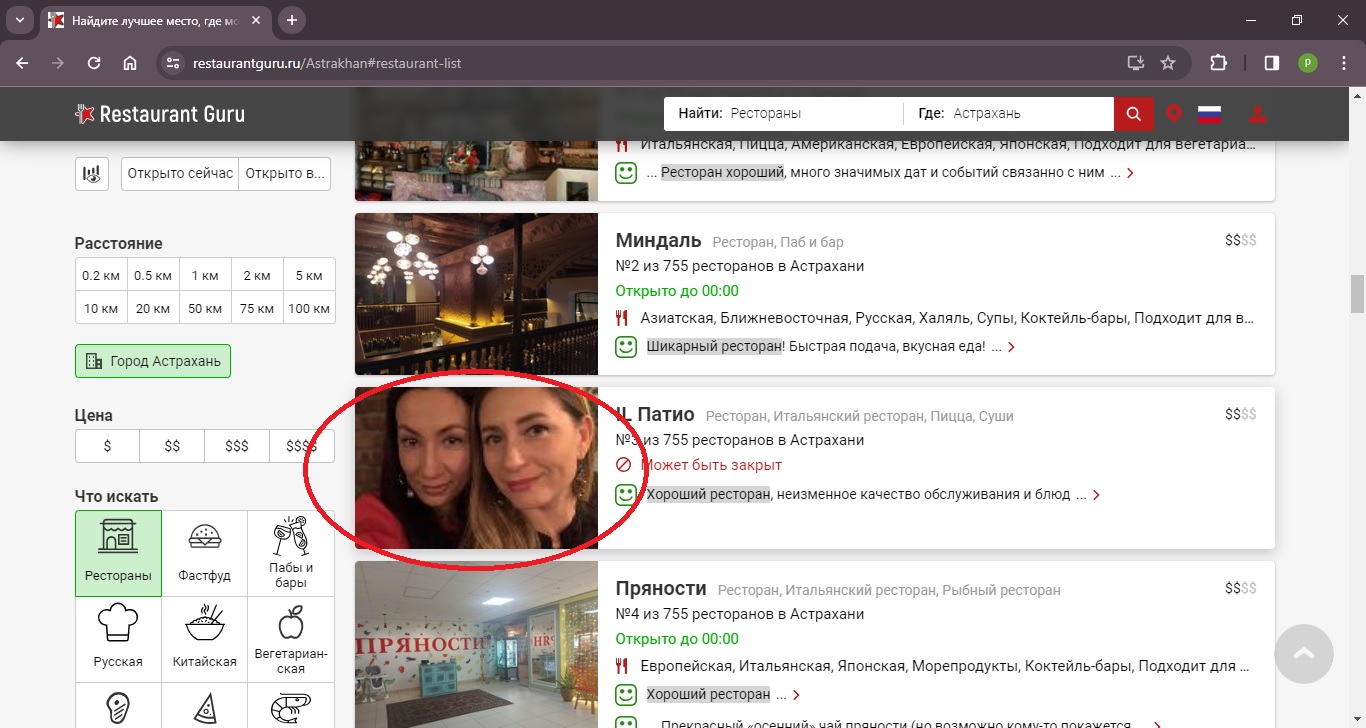 Найдите лучшее место, где мо
restaurantguru.ru/Astrakhan#restaurant-list
p
Restaurant Guru
Найти: Рестораны
Где: Астрахань
Открыто сейчас
Открыто в...
Расстояние
0.2 км 0.5 км 1 км 2 км 5 км
10 км 20 км 50 км 75 км 100 км
Город Астрахань
Цена
$ $$ $$$ $$$$
Что искать
Рестораны
Фастфуд
Пабы и
бары
Русская
Китайская
Вегетариан-
ская
Итальянская, Пицца, Американская, Европейская, Японская, Подходит для вегетариа...
... Ресторан хороший, много значимых дат и событий связанно с ним ...
Миндаль Ресторан, Паб и бар $$$$
№2 из 755 ресторанов в Астрахани
Открыто до 00:00
Азиатская, Ближневосточная, Русская, Халяль, Супы, Коктейль-бары, Подходит для в...
Шикарный ресторан! Быстрая подача, вкусная еда! ...
IL Патио Ресторан, Итальянский ресторан, Пицца, Суши $$$$
№3 из 755 ресторанов в Астрахани
Может быть закрыт
Хороший ресторан, неизменное качество обслуживания и блюд ...
ПРЯНОСТИ
Пряности Ресторан, Итальянский ресторан, Рыбный ресторан $$$$
№4 из 755 ресторанов в Астрахани
Открыто до 00:00
Европейская, Итальянская, Японская, Морепродукты, Коктейль-бары, Подходит для ...
Хороший ресторан ...
... Прекрасный «осенний» чай пряности (но возможно кому-то покажется ...